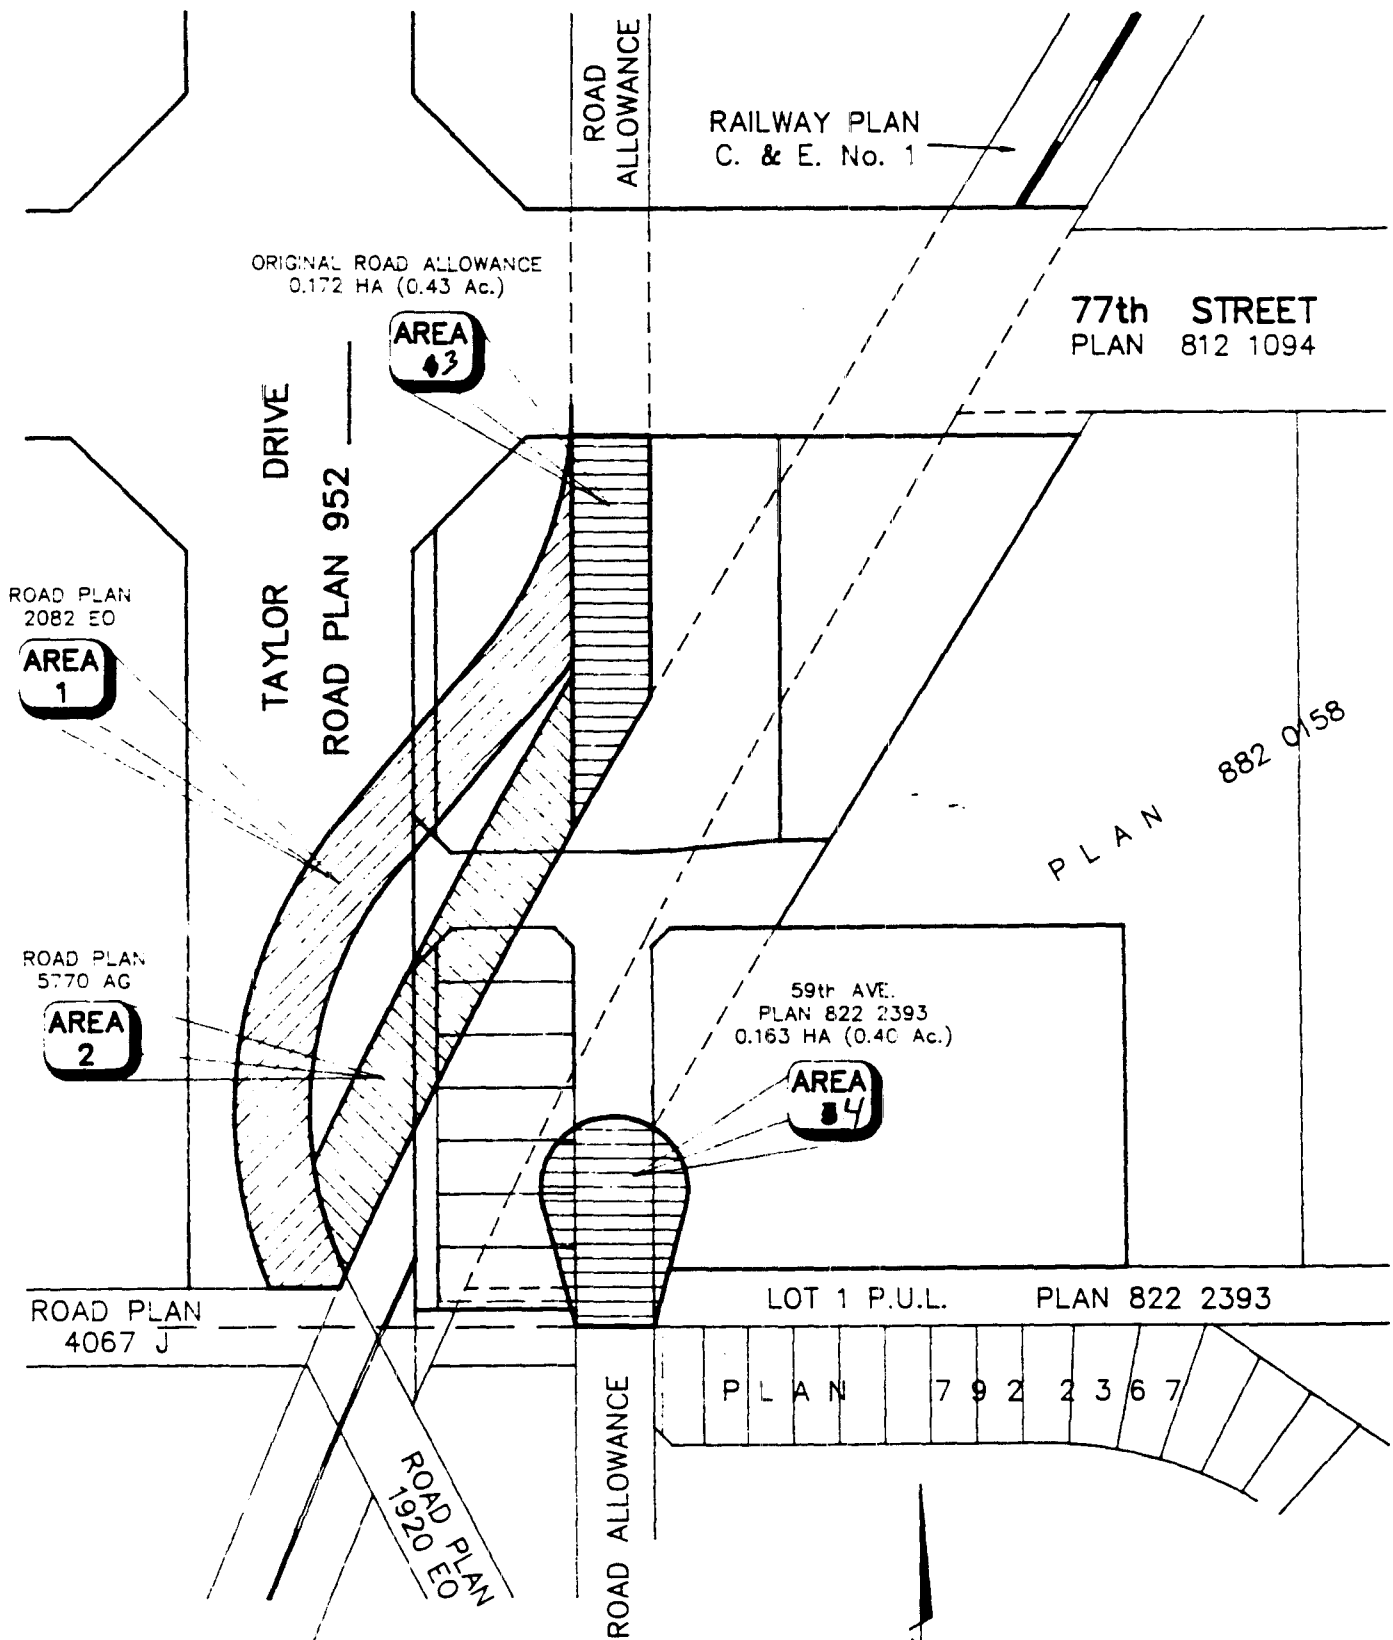 ROAD
ALLOWANCE
RAILWAY PLAN
C. & E. No. 1
ORIGINAL ROAD ALLOWANCE
0.172 HA (0.43 Ac.)
AREA
3
77th STREET
PLAN 812 1094
TAYLOR DRIVE
ROAD PLAN 952
ROAD PLAN
2082 EO
AREA
1
PLAN 882 0158
ROAD PLAN
5770 AG
AREA
2
59th AVE.
PLAN 822 2393
0.163 HA (0.40 Ac.)
AREA
4
ROAD PLAN
4067 J
LOT 1 P.U.L. PLAN 822 2393
PLAN 792 2367
ROAD PLAN
1920 EO
ROAD ALLOWANCE